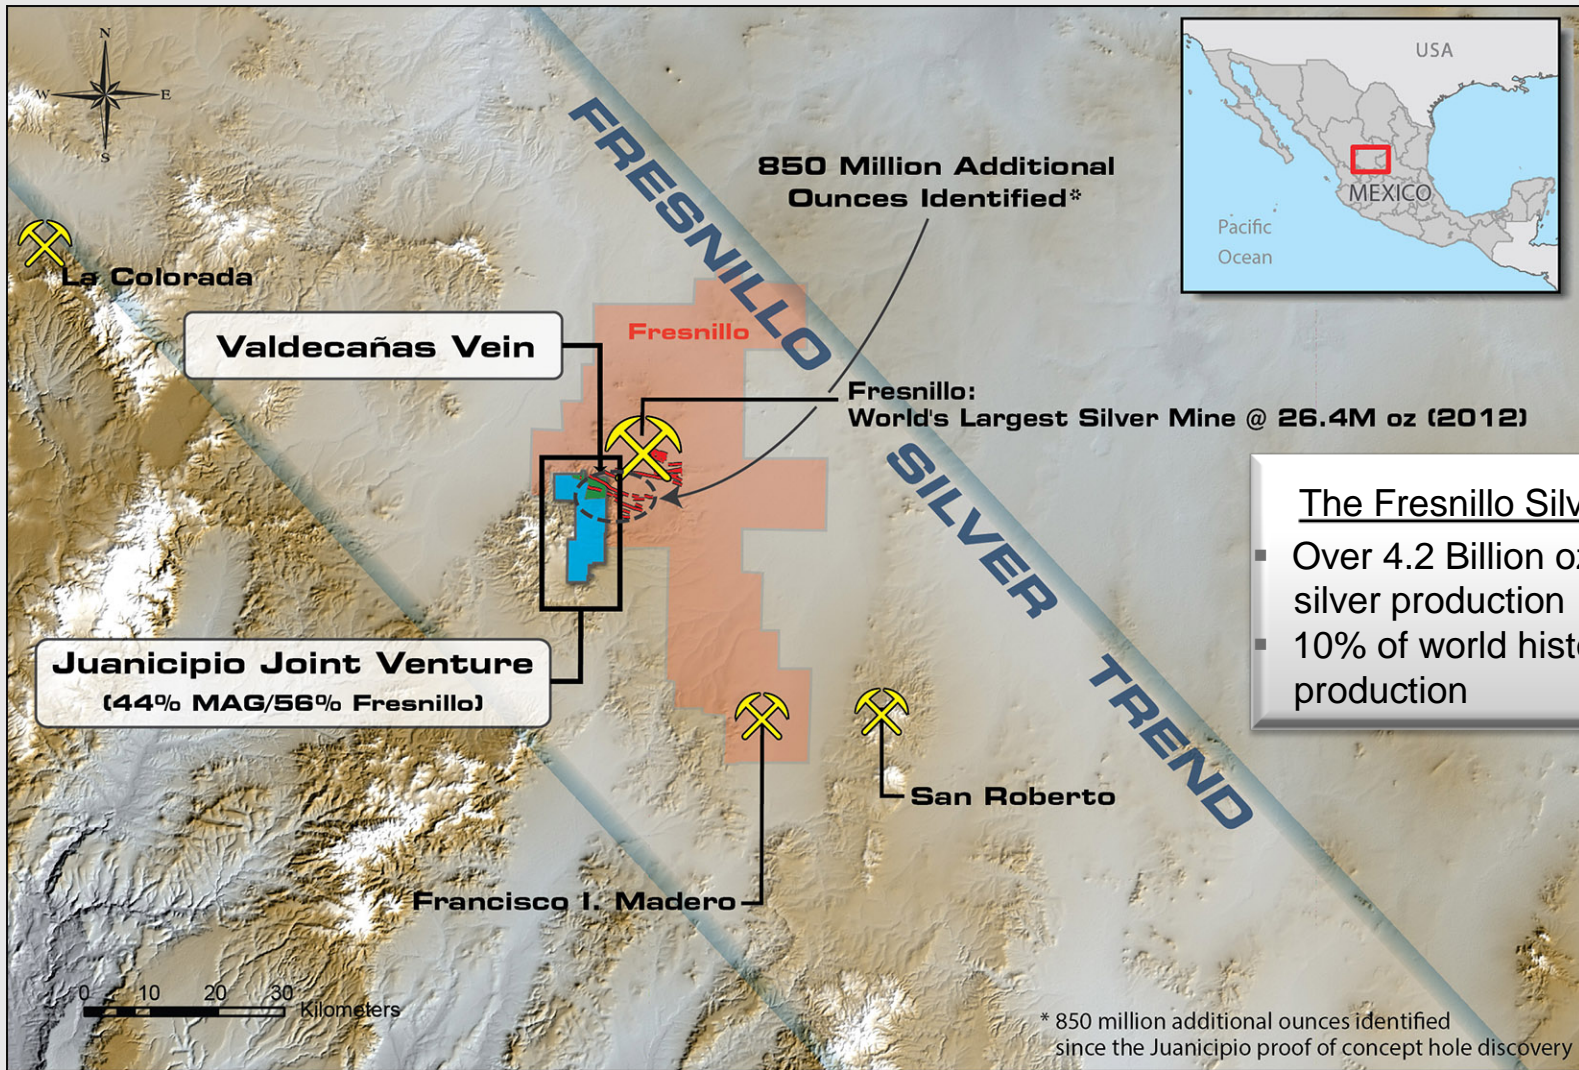 N
W
E
S
USA
MEXICO
Pacific
Ocean
FRESNILLO SILVER TREND
850 Million Additional
Ounces Identified*
La Colorada
Valdecañas Vein
Fresnillo
Fresnillo:
World's Largest Silver Mine @ 26.4M oz (2012)
The Fresnillo
▪ Over 4.2 Billion
silver production
▪ 10% of world
production
Juanicipio Joint Venture
(44% MAG/56% Fresnillo)
San Roberto
Francisco I. Madero
0 10 20 30
Kilometers
* 850 million additional ounces identified
since the Juanicipio proof of concept hole discovery